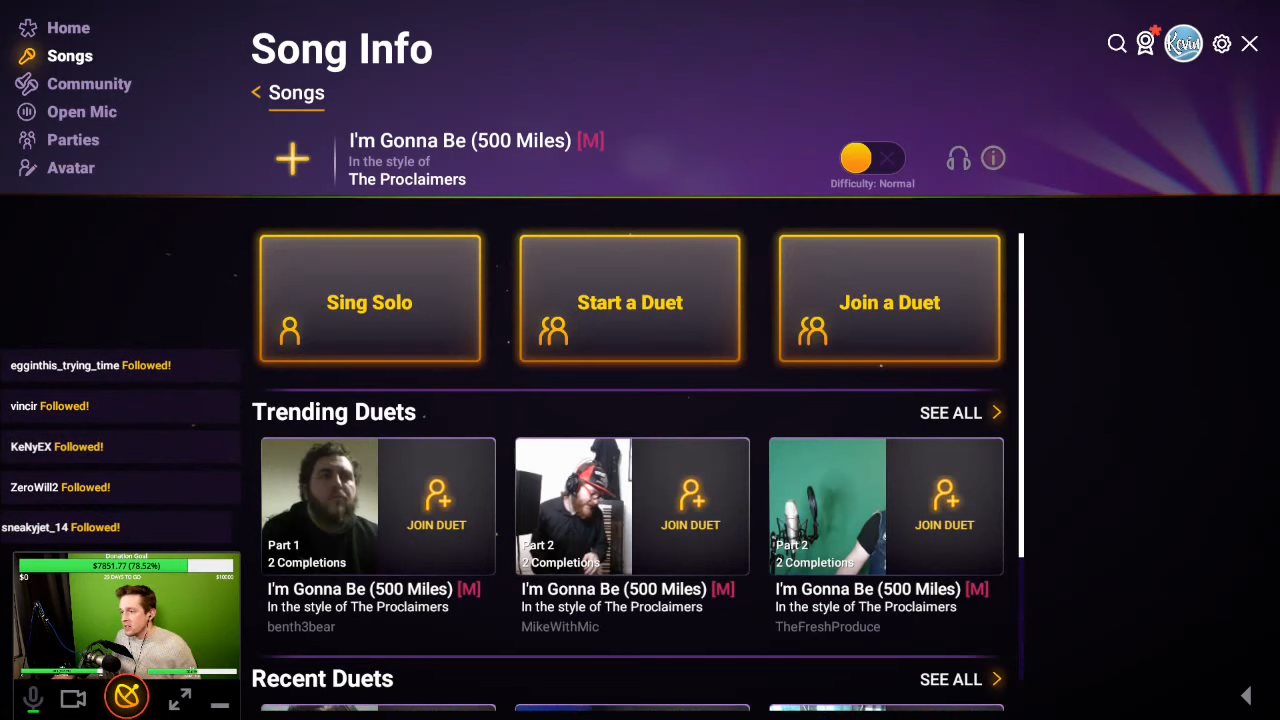 Home
Songs
Community
Open Mic
Parties
Avatar
Song Info
Songs
I'm Gonna Be (500 Miles) [M]
In the style of
The Proclaimers
Difficulty: Normal
Kevin
Sing Solo
Start a Duet
Join a Duet
egginthis_trying_time Followed!
vincir Followed!
KeNyEX Followed!
ZeroWill2 Followed!
sneakyjet_14 Followed!
Trending Duets
SEE ALL
JOIN DUET
Part 1
2 Completions
I'm Gonna Be (500 Miles) [M]
In the style of The Proclaimers
benth3bear
JOIN DUET
Part 2
2 Completions
I'm Gonna Be (500 Miles) [M]
In the style of The Proclaimers
MikeWithMic
JOIN DUET
Part 2
2 Completions
I'm Gonna Be (500 Miles) [M]
In the style of The Proclaimers
TheFreshProduce
Recent Duets
SEE ALL
Donation Goal
$7851.77 (78.52%)
$0
20 DAYS TO GO
$10000